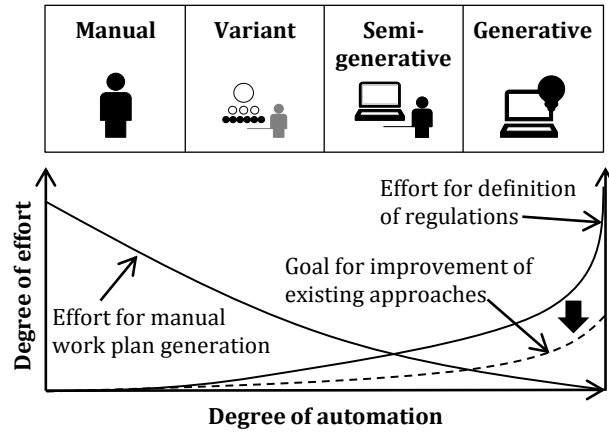 Manual
Variant
Semi-
generative
Generative
Effort for definition
of regulations
Goal for improvement of
existing approaches
Effort for manual
work plan generation
Degree of effort
Degree of automation